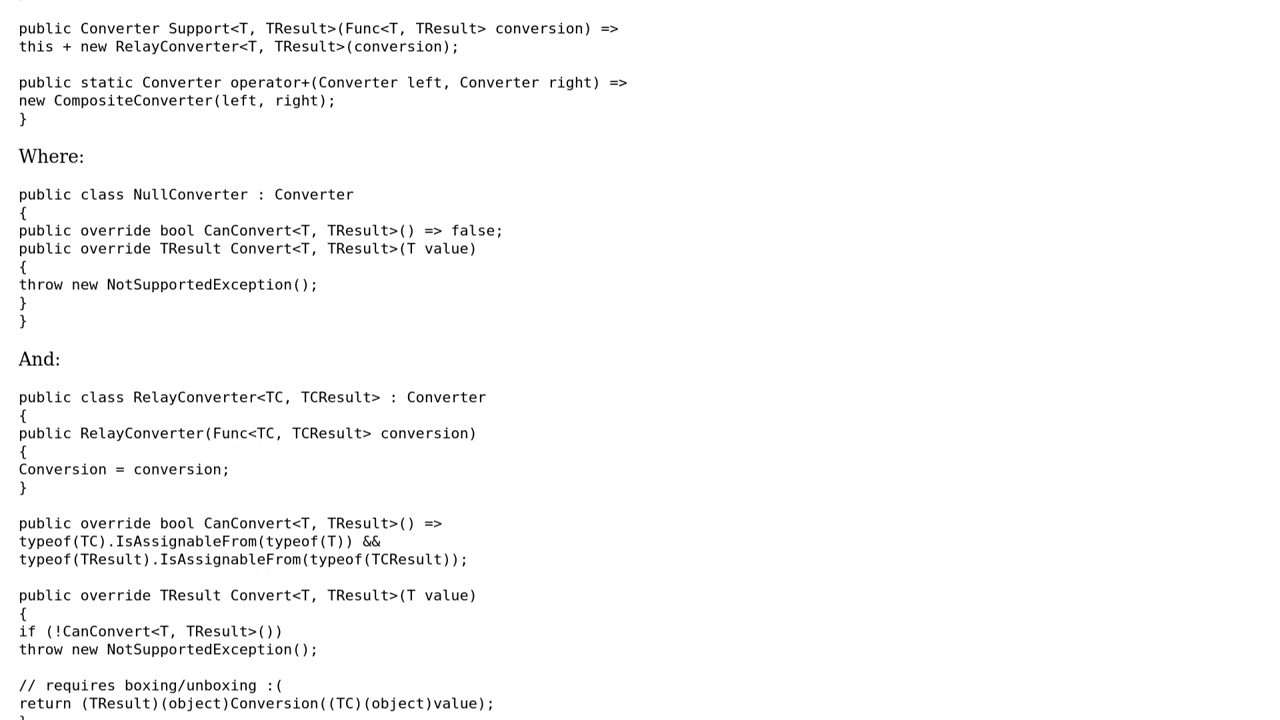 public Converter Support<T, TResult>(Func<T, TResult> conversion) =>
this + new RelayConverter<T, TResult>(conversion);
public static Converter operator+(Converter left, Converter right) =>
new CompositeConverter(left, right);
}
Where:
public class NullConverter : Converter
{
public override bool CanConvert<T, TResult>() => false;
public override TResult Convert<T, TResult>(T value)
{
throw new NotSupportedException();
}
}
And:
public class RelayConverter<TC, TCResult> : Converter
{
public RelayConverter(Func<TC, TCResult> conversion)
{
Conversion = conversion;
}
public override bool CanConvert<T, TResult>() =>
typeof(TC).IsAssignableFrom(typeof(T)) &&
typeof(TResult).IsAssignableFrom(typeof(TCResult));
public override TResult Convert<T, TResult>(T value)
{
if (!CanConvert<T, TResult>())
throw new NotSupportedException();
// requires boxing/unboxing :(
return (TResult)(object)Conversion((TC)(object)value);
}